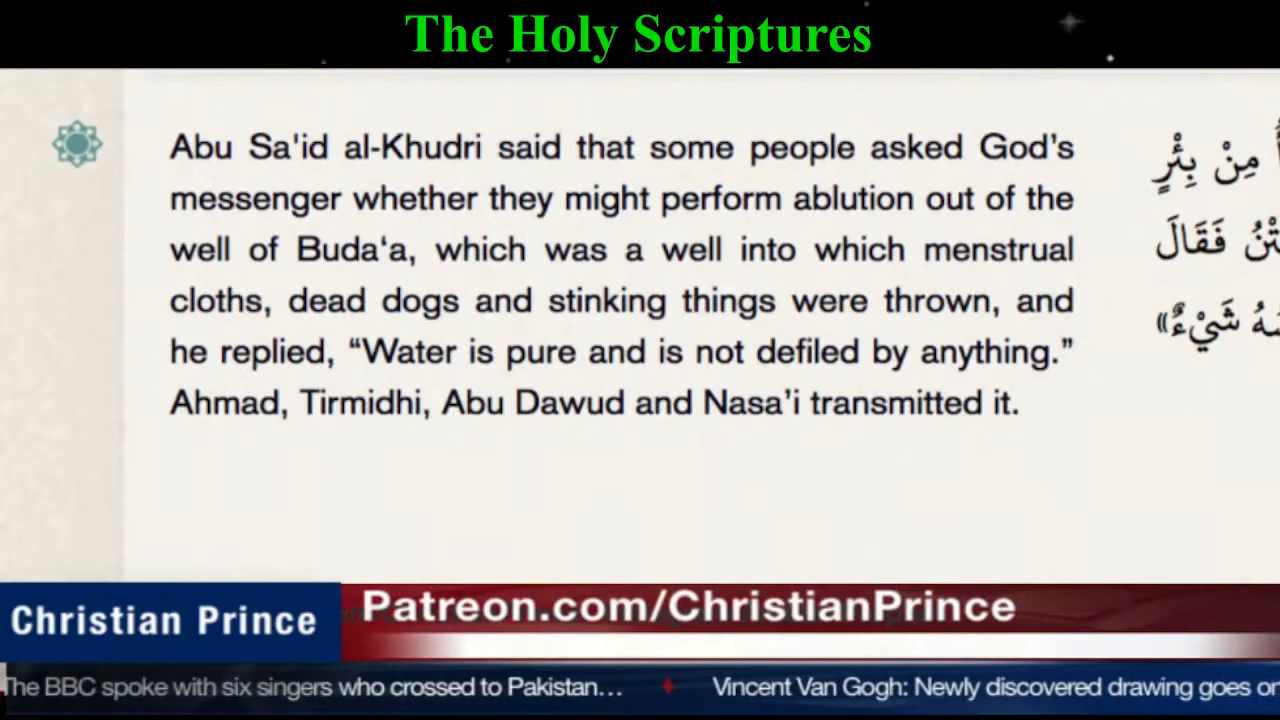 The Holy Scriptures
Abu Sa'id al-Khudri said that some people asked God’s
messenger whether they might perform ablution out of the
well of Buda‘a, which was a well into which menstrual
cloths, dead dogs and stinking things were thrown, and
he replied, “Water is pure and is not defiled by anything.”
Ahmad, Tirmidhi, Abu Dawud and Nasa’i transmitted it.
مِنْ بِئْرٍ
فَقَالَ
شَيْءٌ»
Patreon.com/ChristianPrince
Christian Prince
The BBC spoke with six singers who crossed to Pakistan... Vincent Van Gogh: Newly discovered drawing goes on